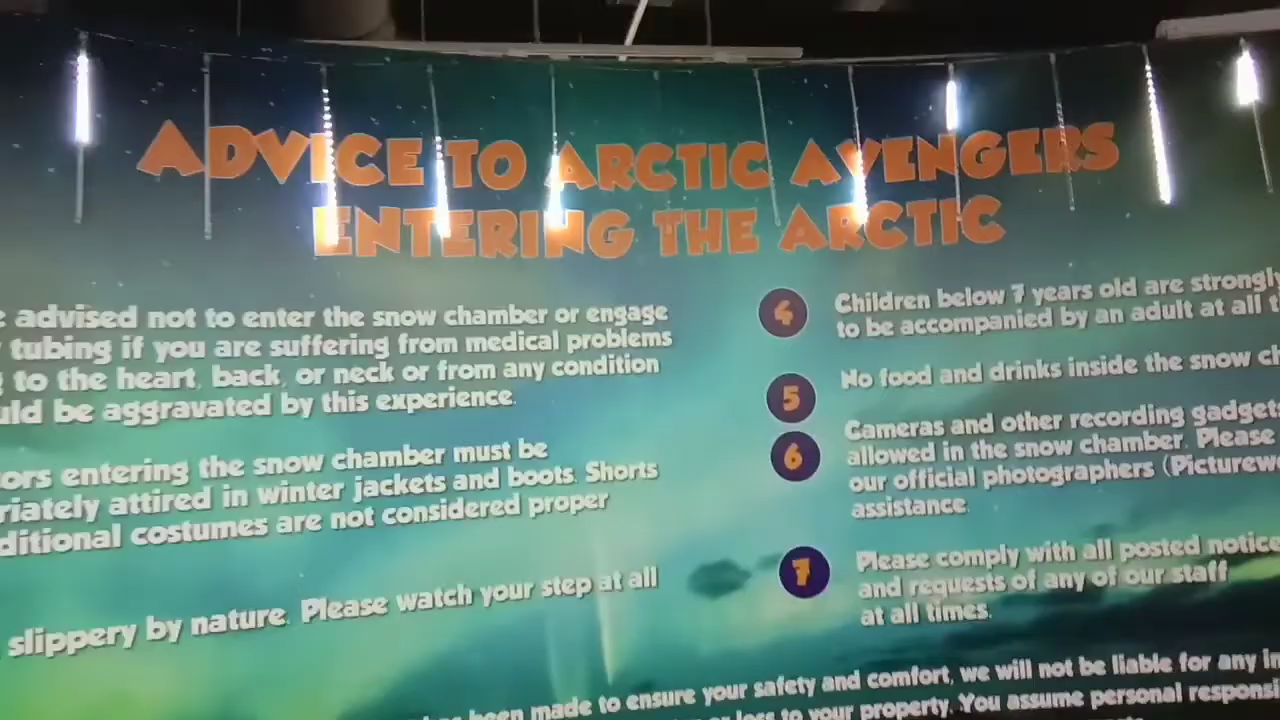 ADVICE TO ARCTIC AVENGERS
ENTERING THE ARCTIC
advised not to enter the snow chamber or engage
tubing if you are suffering from medical problems
to the heart, back, or neck or from any condition
be aggravated by this experience.
entering the snow chamber must be
attired in winter jackets and boots. Shorts
costumes are not considered proper
slippery by nature. Please watch your step at all
4
Children below 7 years old are strongly
to be accompanied by an adult at all
5
No food and drinks inside the snow
6
Cameras and other recording gadgets
allowed in the snow chamber. Please
our official photographers (Picturew
assistance.
7
Please comply with all posted notice
and requests of any of our staff
at all times.
been made to ensure your safety and comfort, we will not be liable for any
loss to your property. You assume personal